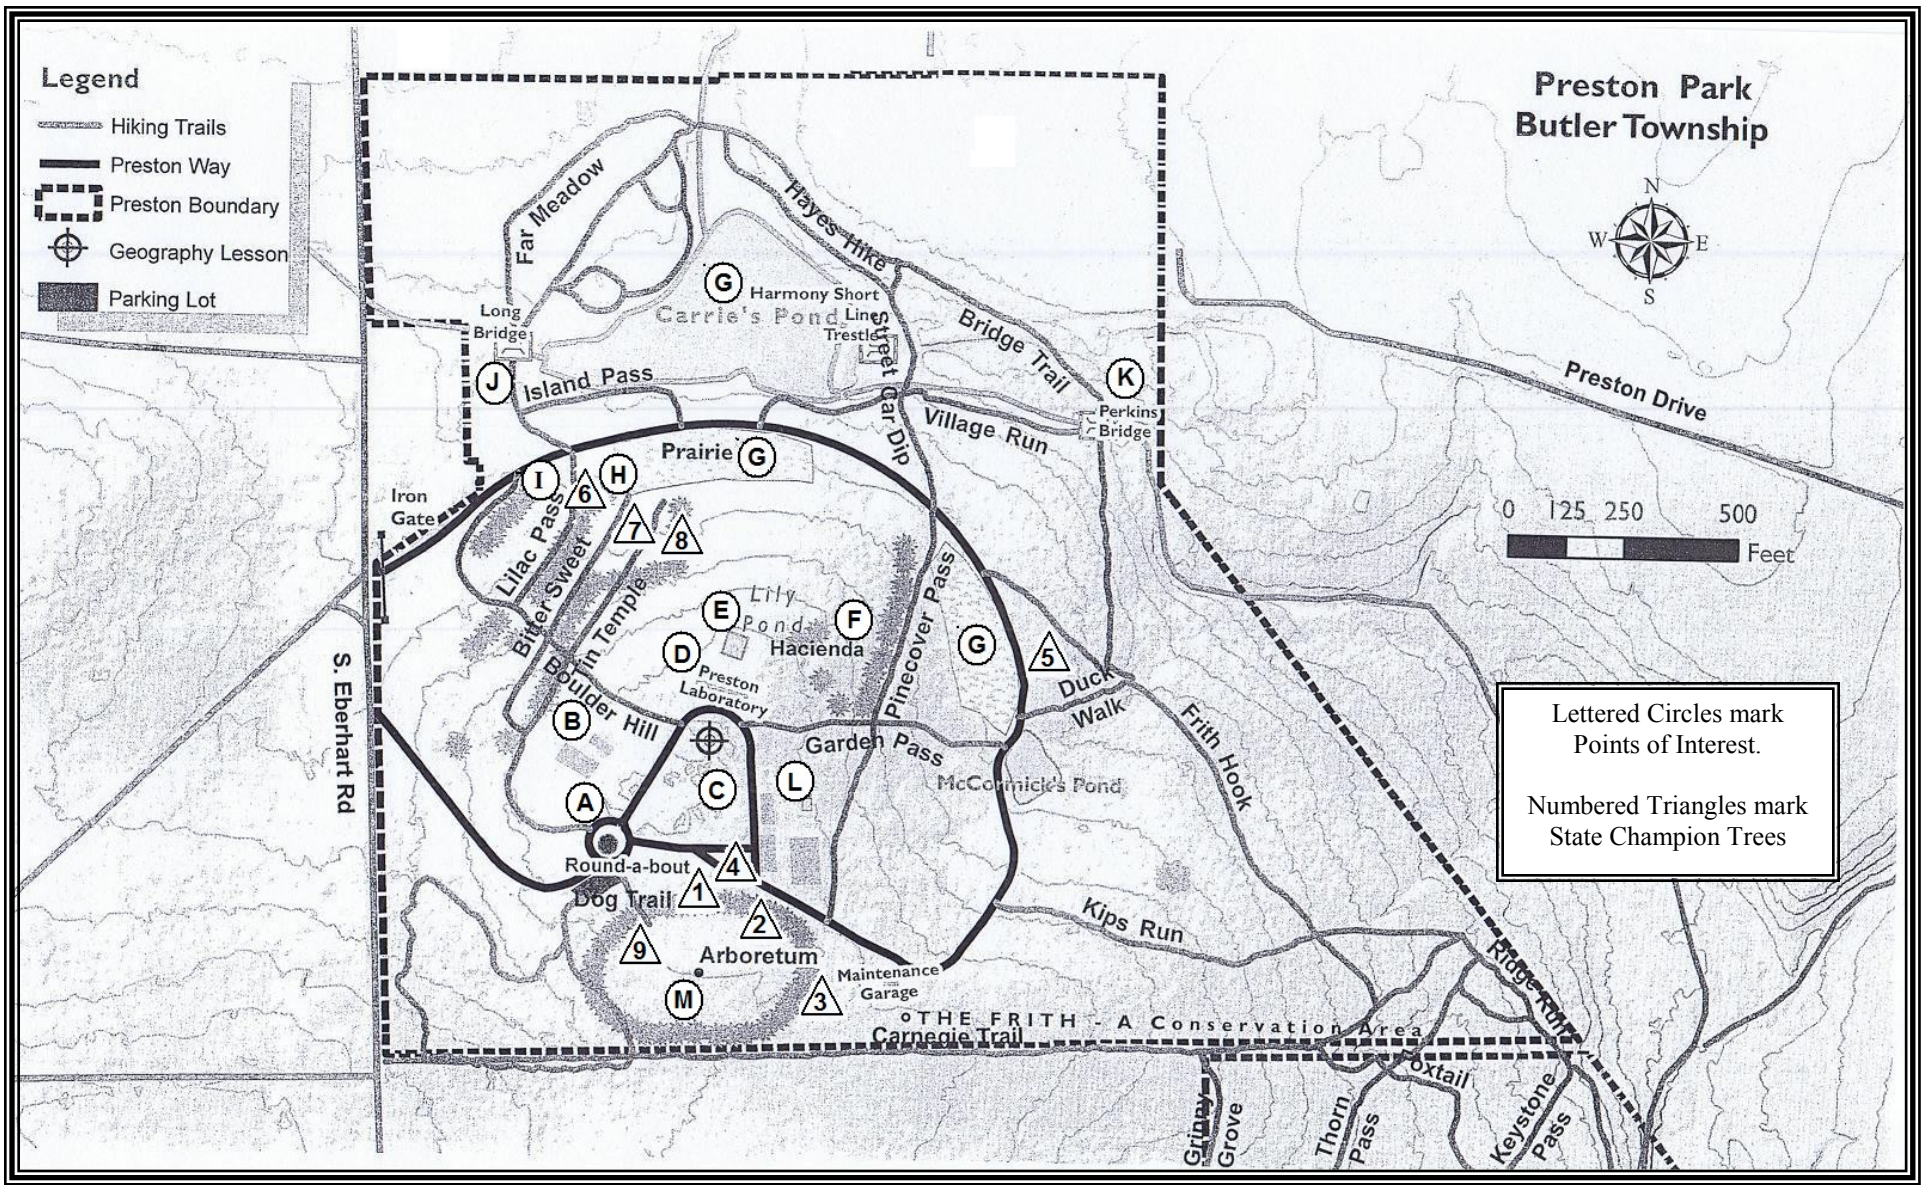 Legend
Hiking Trails
Preston Way
Preston Boundary
Geography Lesson
Parking Lot
Preston Park
Butler Township
N
W
E
S
0 125 250 500
Feet
Preston Drive
Far Meadow
Hayes Hike
G
Harmony Short
Line
Trestle
Carrie's Pond
Long
Bridge
Street Car Dip
Bridge Trail
J
K
Island Pass
Perkins
Bridge
Village Run
Prairie
G
I
H
6
7
8
Iron
Gate
Lilac Pass
Bitter Sweet
Lily
Pond
E
F
D
Hacienda
Pinecover Pass
G
5
Duck
Walk
Preston
Laboratory
Boulder Hill
B
Garden Pass
Frith Hook
S. Eberhart Rd
McCormick's Pond
A
C
L
Round-a-bout
4
Dog Trail
1
2
9
Arboretum
M
3
Maintenance
Garage
Kips Run
Ridge Run
THE FRITH - A Conservation Area
Carnegie Trail
Grinny
Grove
Thorn
Pass
Foxtail
Keystone
Pass
Lettered Circles mark
Points of Interest.
Numbered Triangles mark
State Champion Trees